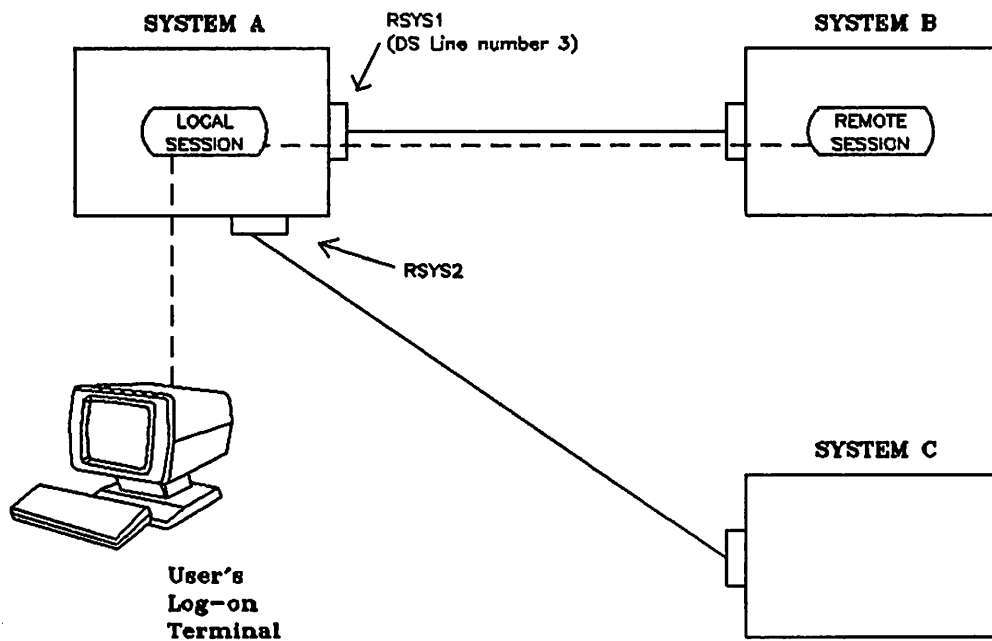 SYSTEM A
RSYS1
(DS Line number 3)
SYSTEM B
LOCAL
SESSION
REMOTE
SESSION
RSYS2
SYSTEM C
User's
Log-on
Terminal